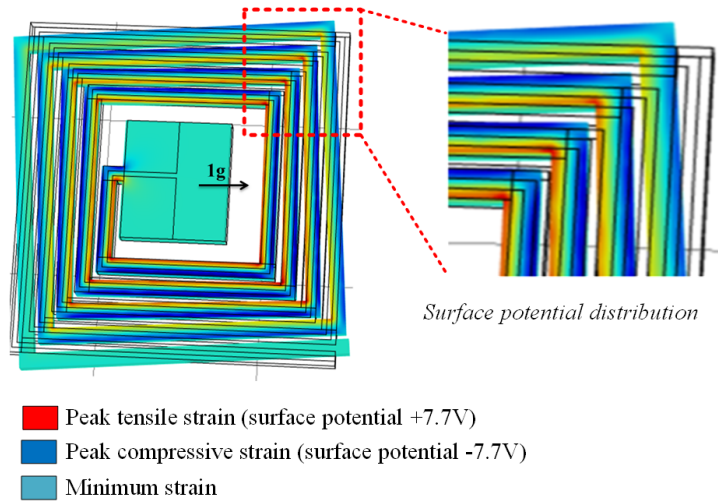 1g
Surface potential distribution
Peak tensile strain (surface potential +7.7V)
Peak compressive strain (surface potential -7.7V)
Minimum strain